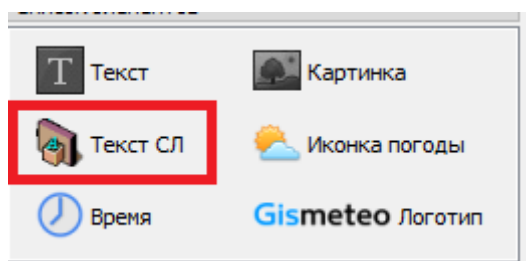 Текст
Картинка
Текст СЛ
Иконка погоды
Время
Gismeteo Логотип